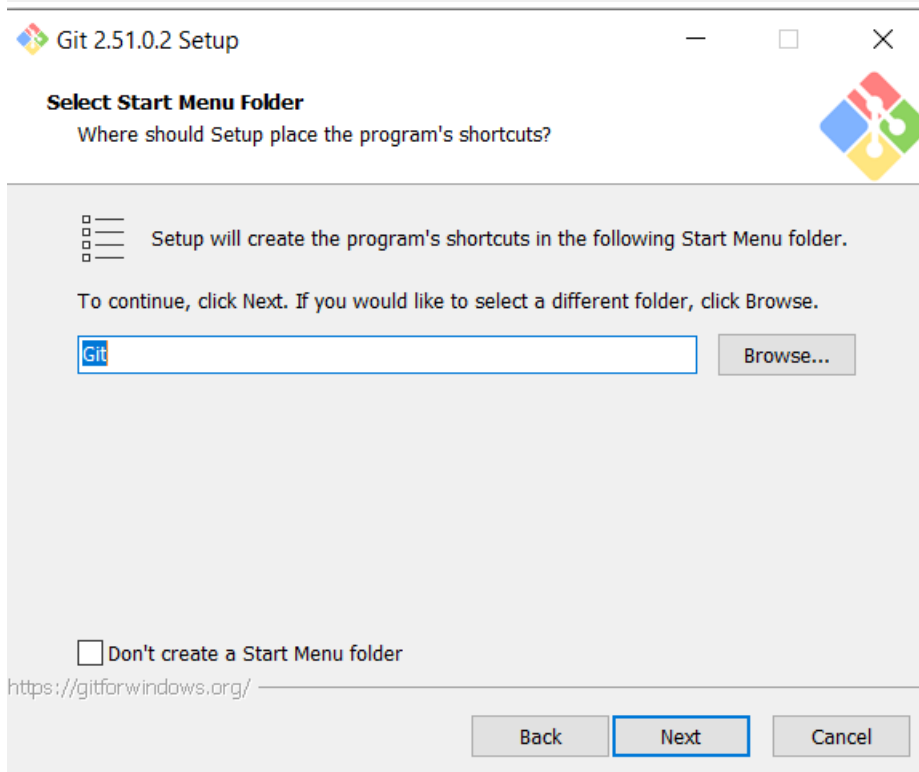 Git 2.51.0.2 Setup
Select Start Menu Folder
Where should Setup place the program's shortcuts?
Setup will create the program's shortcuts in the following Start Menu folder.
To continue, click Next. If you would like to select a different folder, click Browse.
Git
Browse...
Don't create a Start Menu folder
https://gitforwindows.org/
Back
Next
Cancel